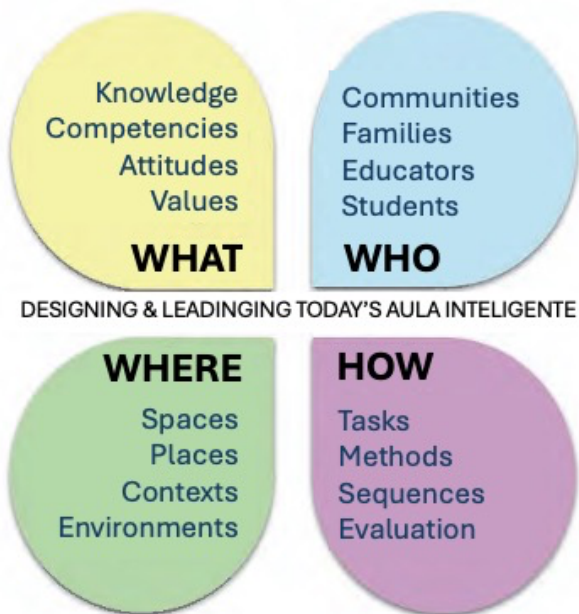 Knowledge
Competencies
Attitudes
Values
WHAT
Communities
Families
Educators
Students
WHO
DESIGNING & LEADINGING TODAY'S AULA INTELIGENTE
WHERE
Spaces
Places
Contexts
Environments
HOW
Tasks
Methods
Sequences
Evaluation